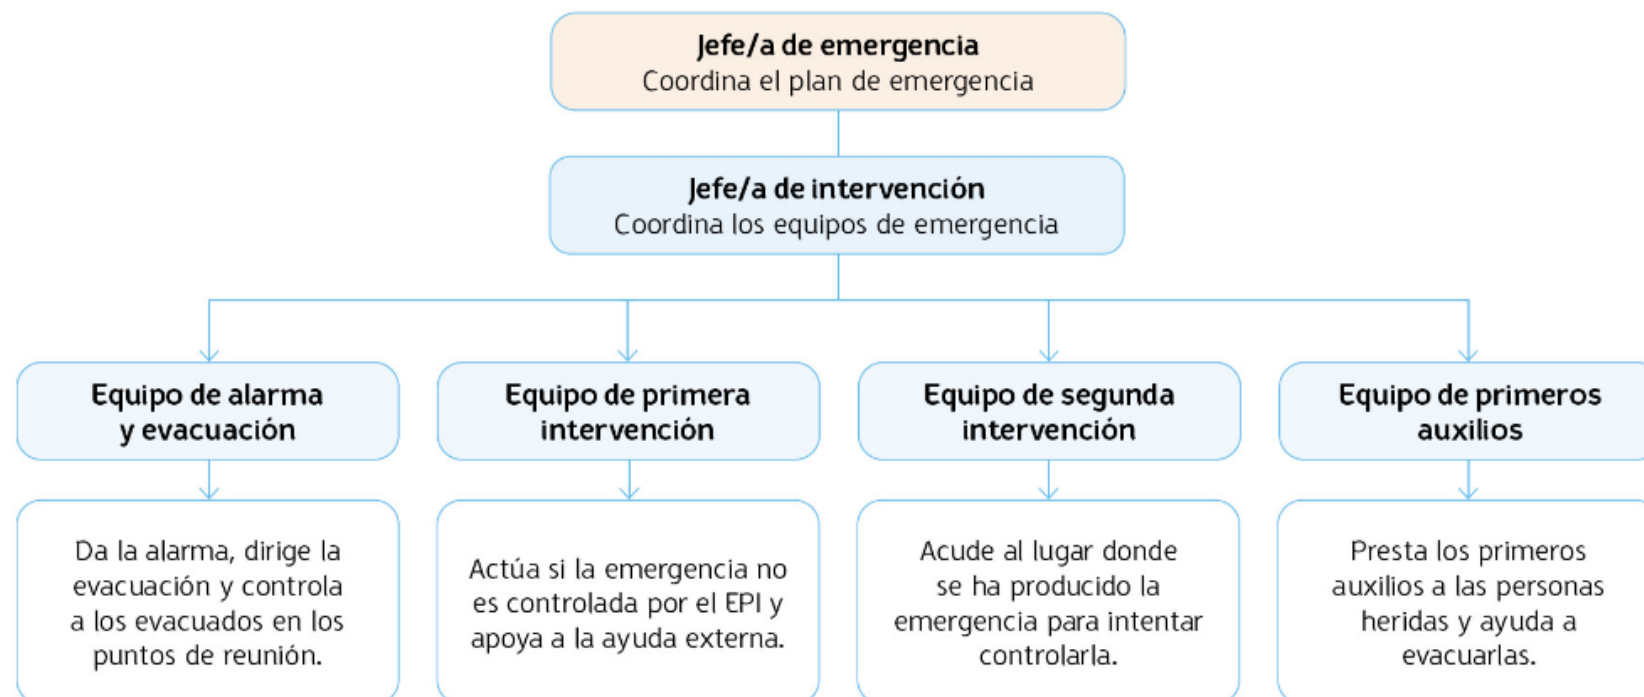 Jefe/a de emergencia
Coordina el plan de emergencia
Jefe/a de intervención
Coordina los equipos de emergencia
Equipo de alarma
y evacuación
Equipo de primera
intervención
Equipo de segunda
intervención
Equipo de primeros
auxilios
Da la alarma, dirige la
evacuación y controla
a los evacuados en los
puntos de reunión.
Actúa si la emergencia no
es controlada por el EPI y
apoya a la ayuda externa.
Acude al lugar donde
se ha producido la
emergencia para intentar
controlarla.
Presta los primeros
auxilios a las personas
heridas y ayuda a
evacuarlas.